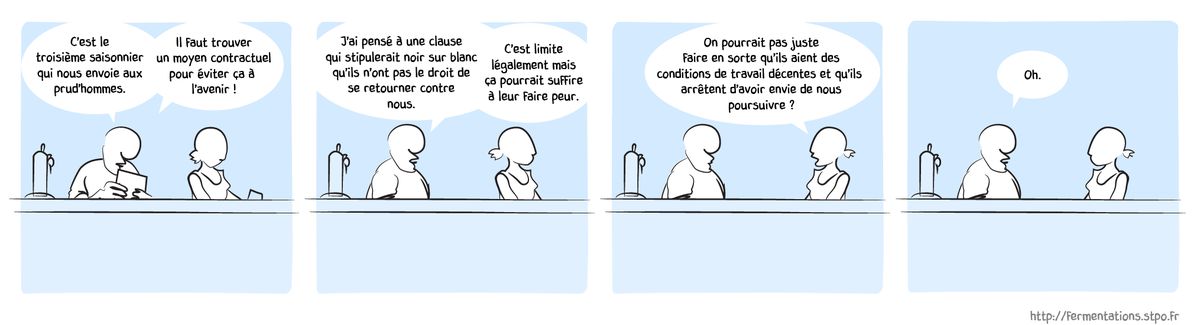 C'est le
troisième saisonnier
qui nous envoie aux
prud'hommes.
Il faut trouver
un moyen contractuel
pour éviter ça à
l'avenir !
J'ai pensé à une clause
qui stipulerait noir sur blanc
qu'ils n'ont pas le droit de
se retourner contre
nous.
C'est limite
légalement mais
ça pourrait suffire
à leur faire peur.
On pourrait pas juste
faire en sorte qu'ils aient des
conditions de travail décentes et qu'ils
arrêtent d'avoir envie de nous
poursuivre ?
Oh.
http://fermentations.stpo.fr